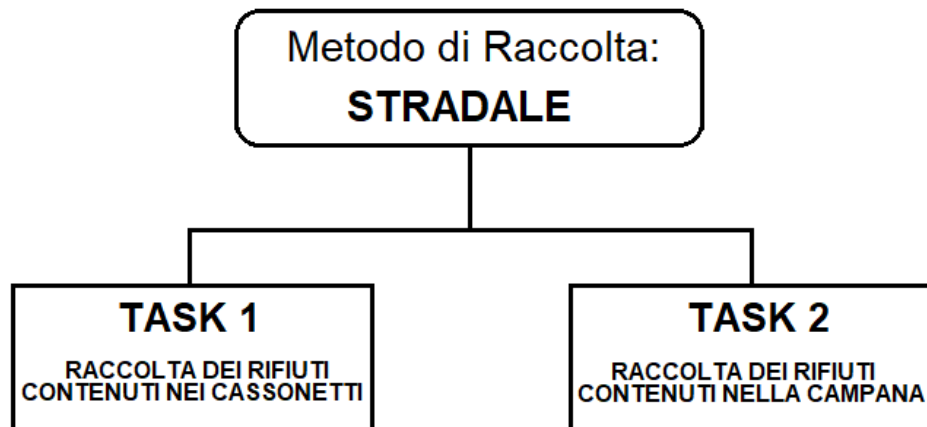 Metodo di Raccolta:
STRADALE
TASK 1
RACCOLTA DEI RIFIUTI
CONTENUTI NEI CASSONETTI
TASK 2
RACCOLTA DEI RIFIUTI
CONTENUTI NELLA CAMPANA